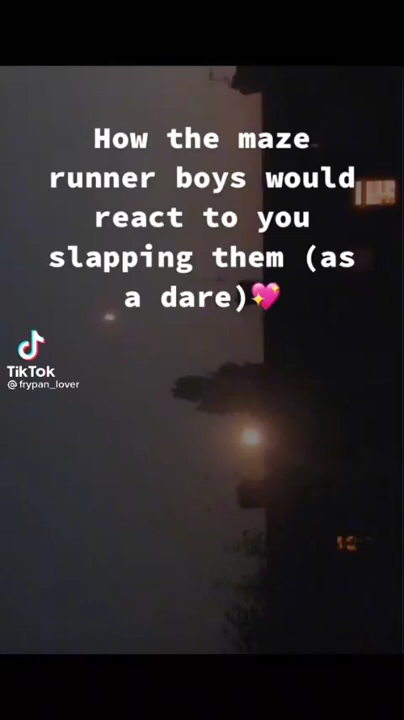 How the maze
runner boys would
react to you
slapping them (as
a dare)💖
TikTok
@frypan_lover